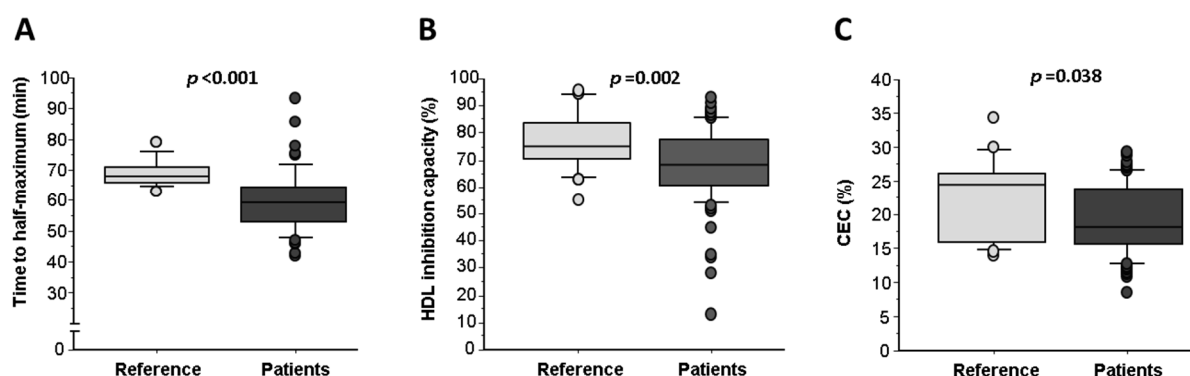 A
p <0.001
Time to half-maximum (min)
100
90
80
70
60
50
40
30
0
Reference Patients
B
p =0.002
HDL inhibition capacity (%)
100
90
80
70
60
50
40
30
20
10
0
Reference Patients
C
p =0.038
CEC (%)
40
35
30
25
20
15
10
5
0
Reference Patients